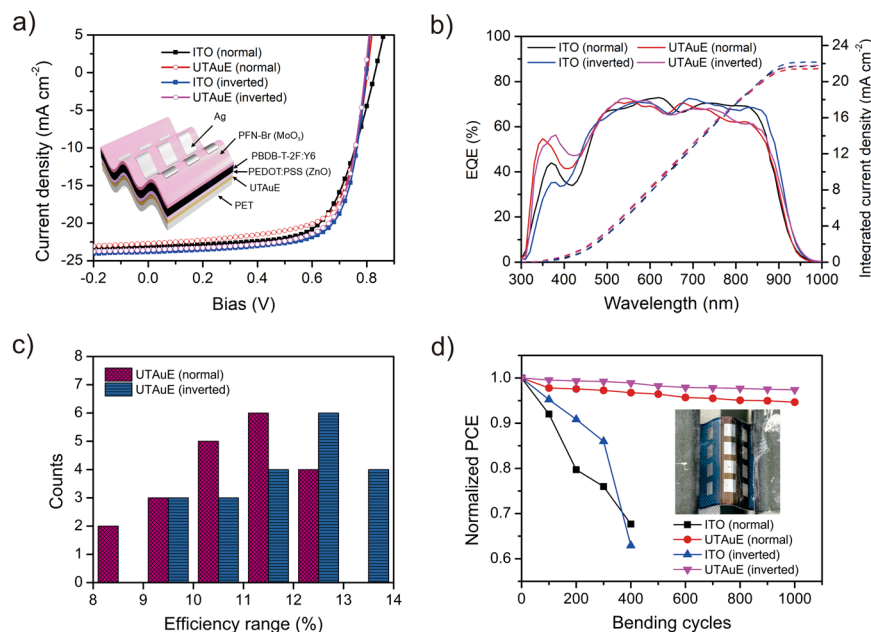 a)
5
0
-5
-10
-15
-20
-25
Current density (mA cm⁻²)
ITO (normal)
UTAuE (normal)
ITO (inverted)
UTAuE (inverted)
Ag
PFN-Br (MoO₃)
PBDB-T-2F:Y6
PEDOT:PSS (ZnO)
UTAuE
PET
-0.2 0.0 0.2 0.4 0.6 0.8
Bias (V)
b)
100
80
60
40
20
0
EQE (%)
ITO (normal) UTAuE (normal)
ITO (inverted) UTAuE (inverted)
24
22
20
18
16
14
12
10
8
6
4
2
0
Integrated current density (mA cm⁻²)
300 400 500 600 700 800 900 1000
Wavelength (nm)
c)
8
7
6
5
4
3
2
1
0
Counts
UTAuE (normal)
UTAuE (inverted)
8 9 10 11 12 13 14
Efficiency range (%)
d)
1.0
0.9
0.8
0.7
0.6
Normalized PCE
ITO (normal)
UTAuE (normal)
ITO (inverted)
UTAuE (inverted)
0 200 400 600 800 1000
Bending cycles